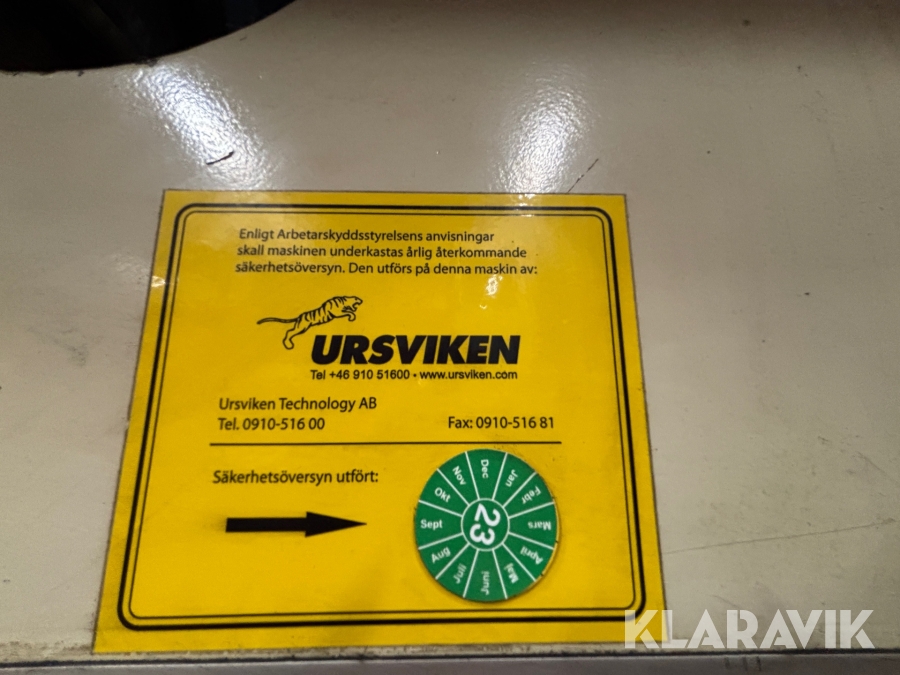 Enligt Arbetarskyddsstyrelsens anvisningar
skall maskinen underkastas årlig återkommande
säkerhetsöversyn. Den utförs på denna maskin av:
URSVIKEN
Tel +46 910 51600 • www.ursviken.com
Ursviken Technology AB
Tel. 0910-516 00
Fax: 0910-516 81
Säkerhetsöversyn utfört:
Jan
Febr
Mars
April
Maj
Juni
Juli
Aug
Sept
Okt
Nov
Dec
23
KLARAVIK